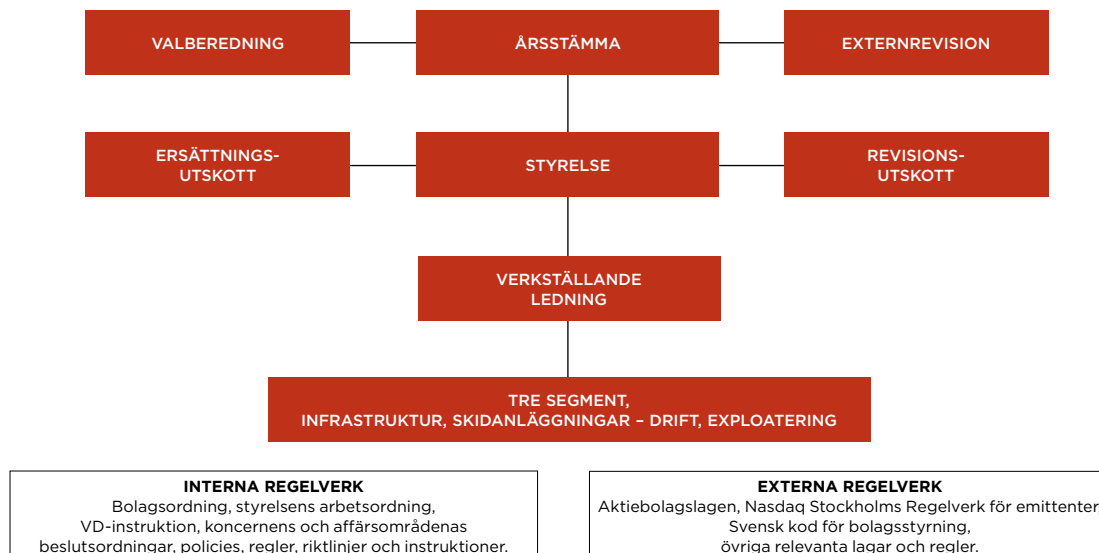 VALBEREDNING
ÅRSSTÄMMA
EXTERNREVISION
ERSÄTTNINGS-
UTSKOTT
STYRELSE
REVISIONS-
UTSKOTT
VERKSTÄLLANDE
LEDNING
TRE SEGMENT,
INFRASTRUKTUR, SKIDANLÄGGNINGAR – DRIFT, EXPLOATERING
INTERNA REGELVERK
Bolagsordning, styrelsens arbetsordning,
VD-instruktion, koncernens och affärsområdenas
beslutsordningar, policies, regler, riktlinjer och instruktioner.
EXTERNA REGELVERK
Aktiebolagslagen, Nasdaq Stockholms Regelverk för emittenter
Svensk kod för bolagsstyrning,
övriga relevanta lagar och regler.